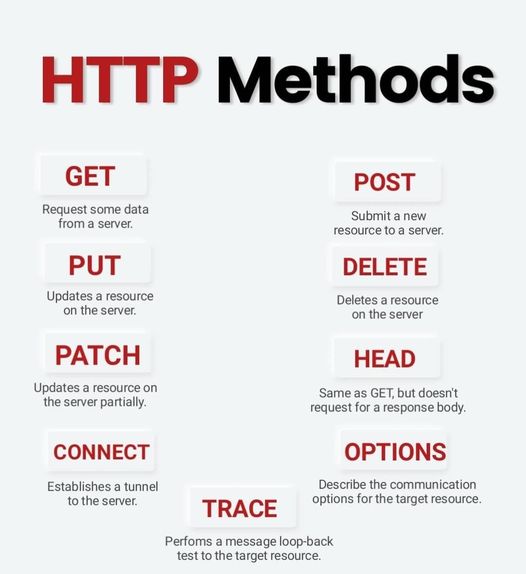 HTTP Methods
GET
Request some data
from a server.
POST
Submit a new
resource to a server.
PUT
Updates a resource
on the server.
DELETE
Deletes a resource
on the server
PATCH
Updates a resource on
the server partially.
HEAD
Same as GET, but doesn't
request for a response body.
CONNECT
Establishes a tunnel
to the server.
OPTIONS
Describe the communication
options for the target resource.
TRACE
Perfoms a message loop-back
test to the target resource.